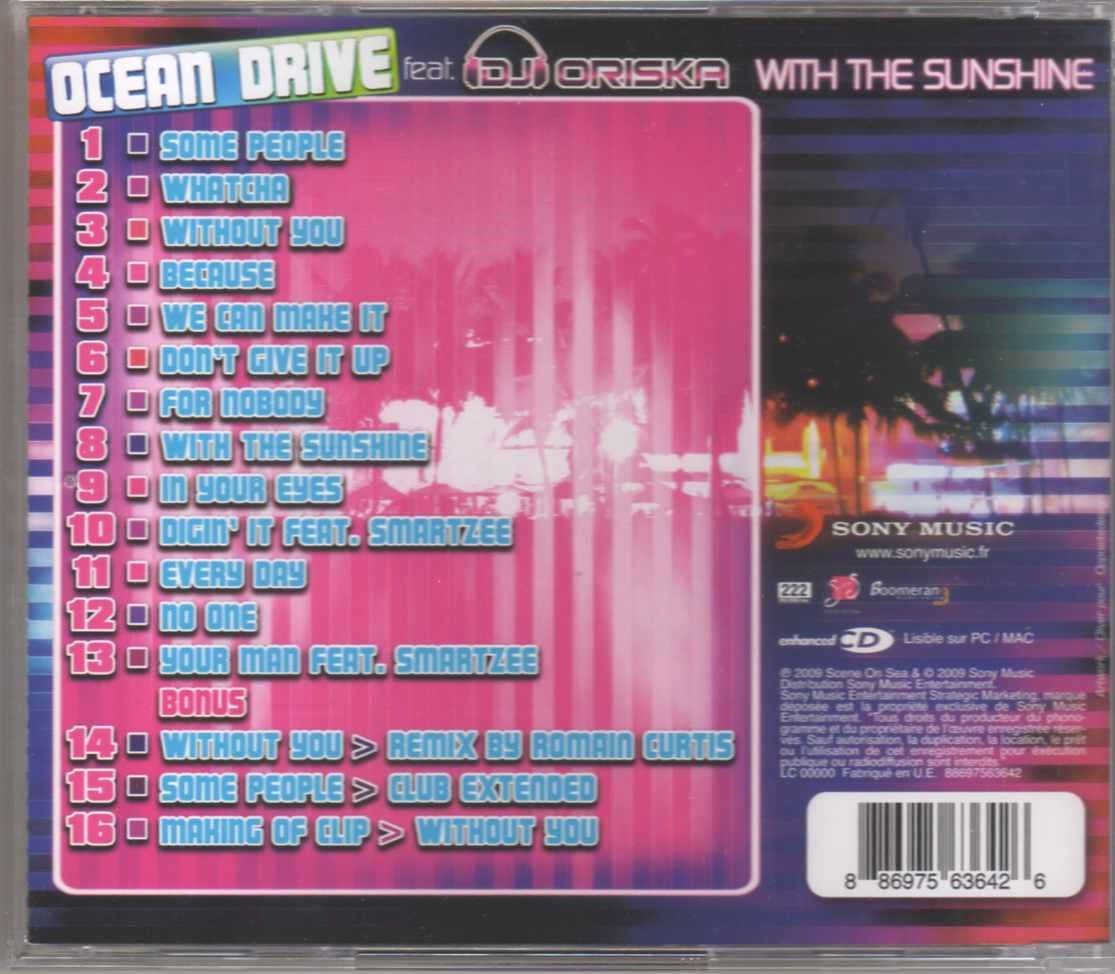 OCEAN DRIVE feat. DJ ORISKA WITH THE SUNSHINE
1 SOME PEOPLE
2 WHATCHA
3 WITHOUT YOU
4 BECAUSE
5 WE CAN MAKE IT
6 DON'T GIVE IT UP
7 FOR NOBODY
8 WITH THE SUNSHINE
9 IN YOUR EYES
10 DIGIN' IT FEAT. SMARTZEE
11 EVERY DAY
12 NO ONE
13 YOUR MAN FEAT. SMARTZEE
BONUS
14 WITHOUT YOU > REMIX BY ROMAIN CURTIS
15 SOME PEOPLE > CLUB EXTENDED
16 MAKING OF CLIP > WITHOUT YOU
SONY MUSIC
www.sonymusic.fr
222 Boomerang
enhanced CD Lisible sur PC / MAC
℗ 2009 Scene On Sea & © 2009 Sony Music
Distribution Sony Music Entertainment.
Sony Music Entertainment Strategic Marketing, marque
déposée est la propriété exclusive de Sony Music
Entertainment. "Tous droits du producteur du phono-
gramme et du propriétaire de l'œuvre enregistrée réser-
vés. Sauf autorisation, la duplication, la location, le prêt
ou l'utilisation de cet enregistrement pour exécution
publique ou radiodiffusion sont interdits."
LC 00000 Fabriqué en U.E. 88697563642
8 86975 63642 6